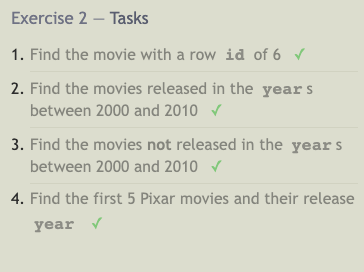 Exercise 2 — Tasks
1. Find the movie with a row id of 6 ✓
2. Find the movies released in the years
between 2000 and 2010 ✓
3. Find the movies not released in the years
between 2000 and 2010 ✓
4. Find the first 5 Pixar movies and their release
year ✓